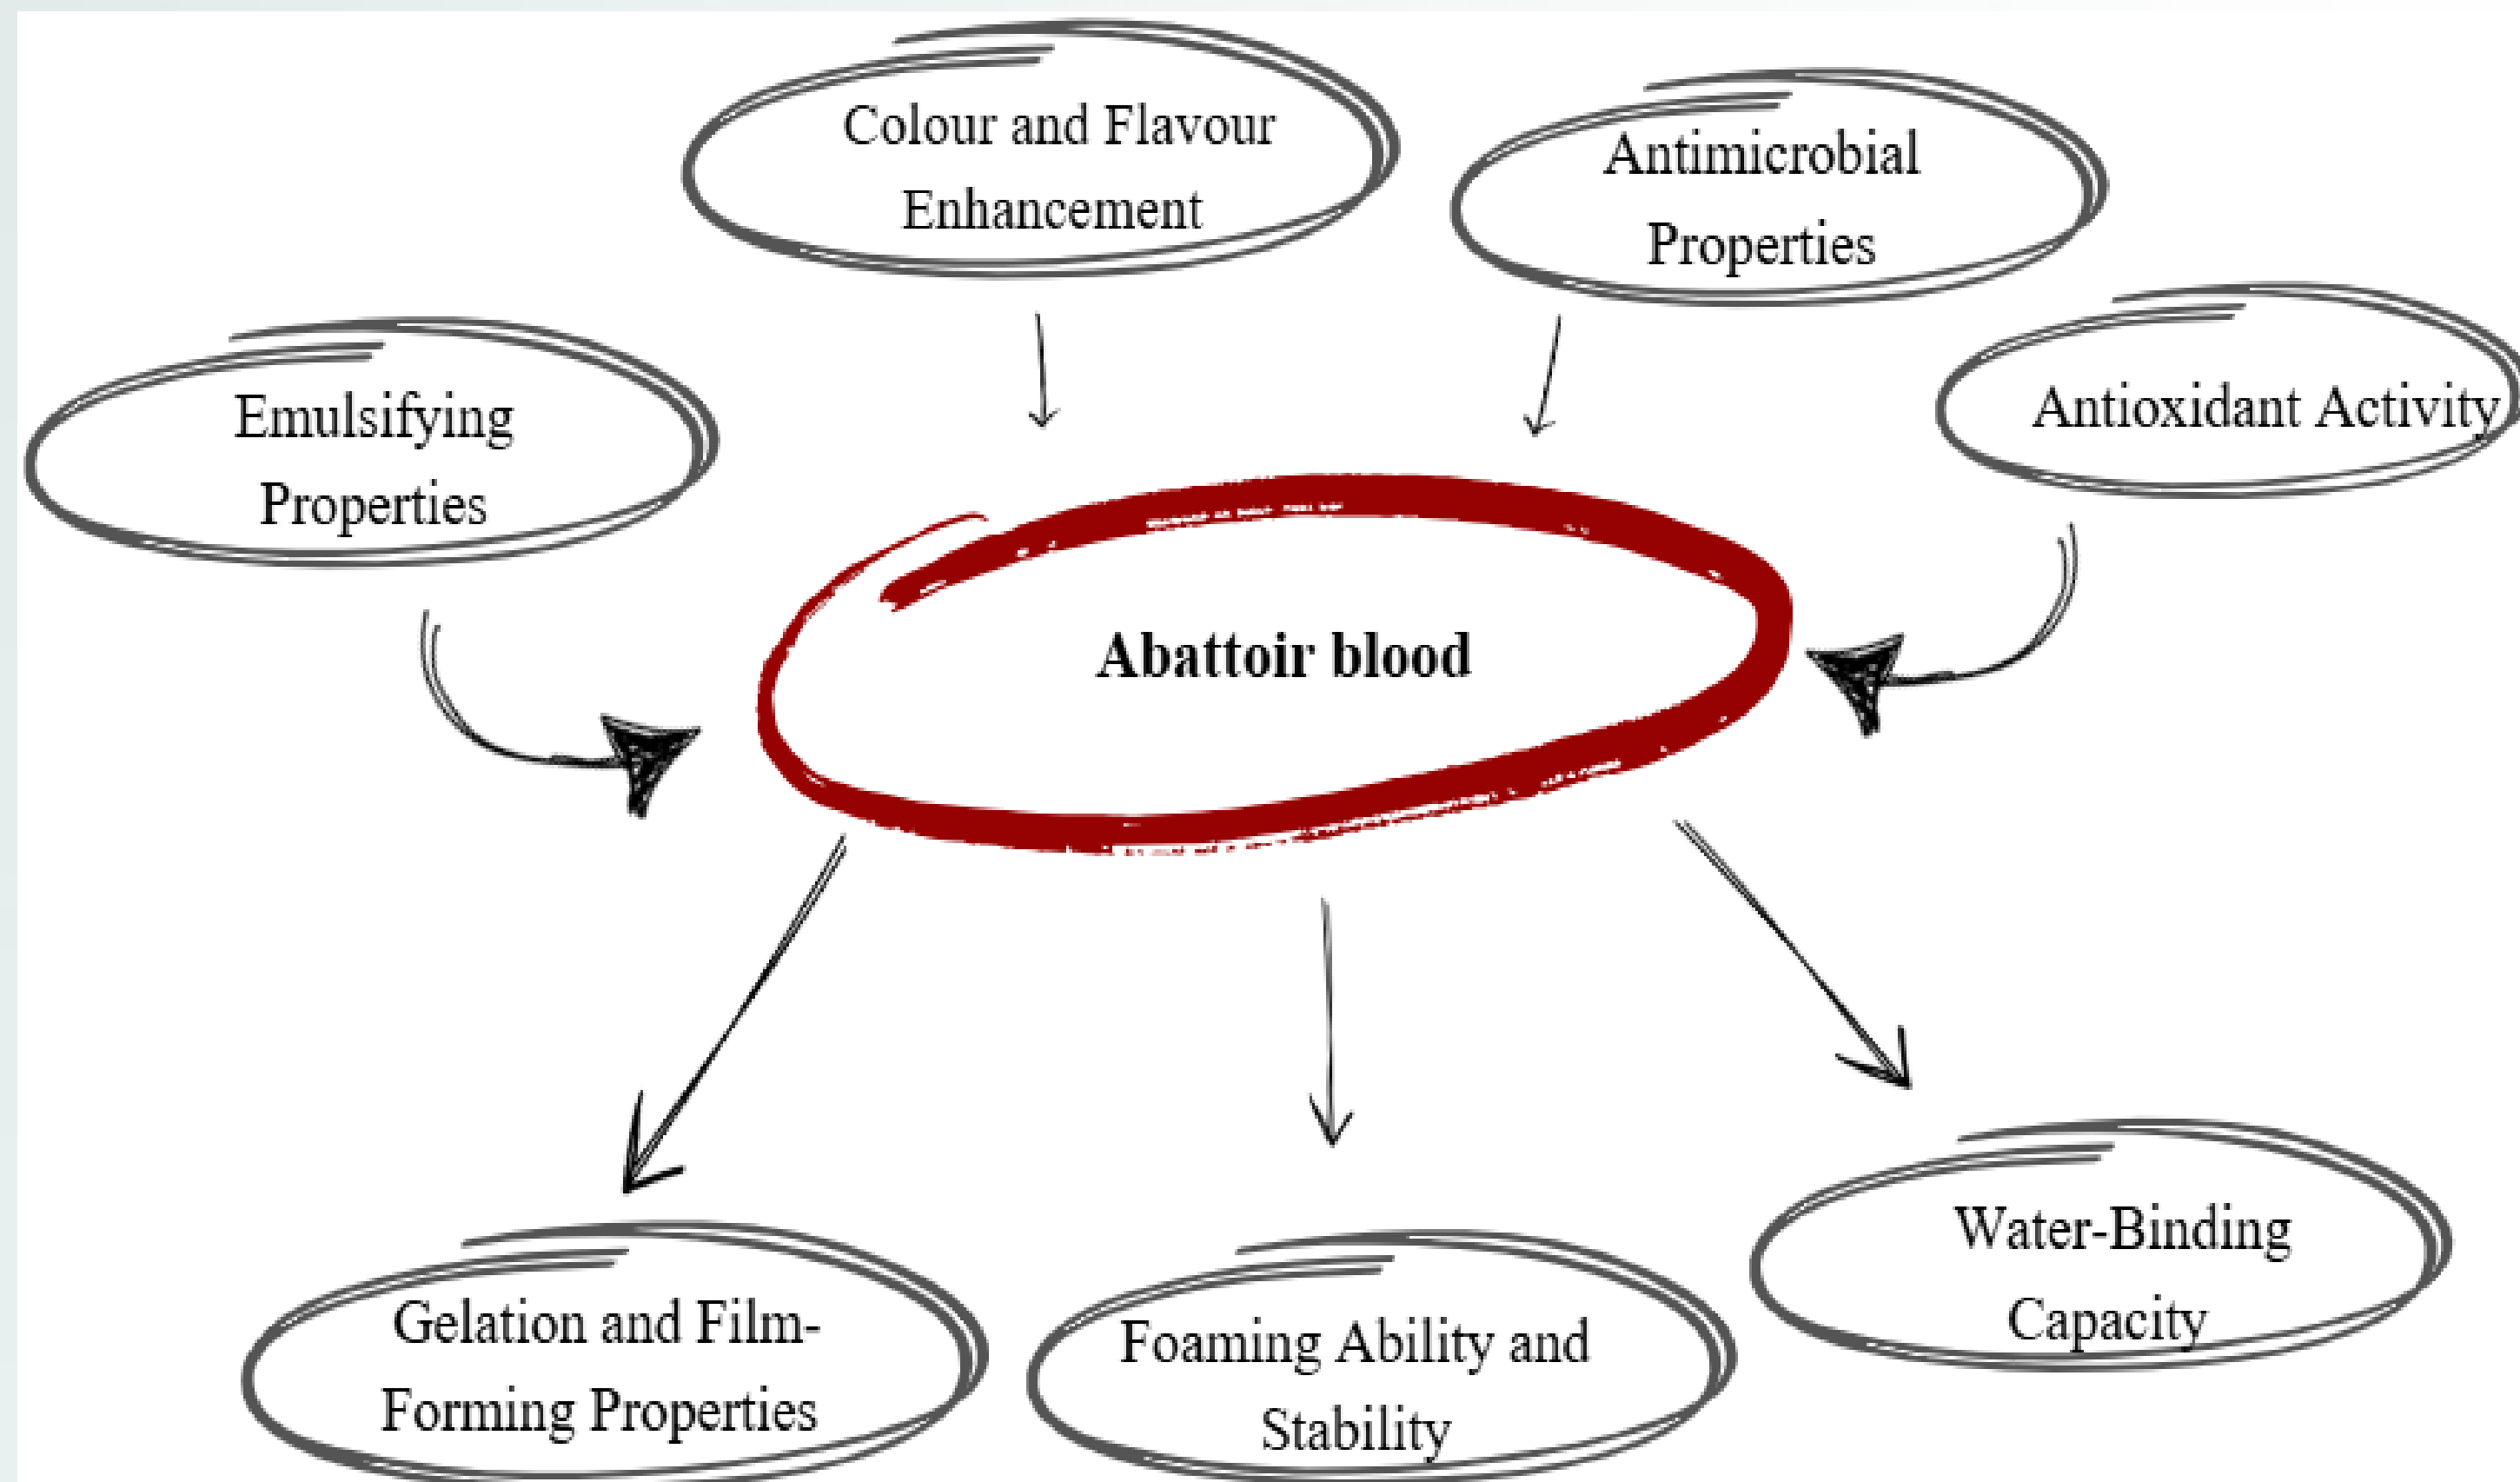 Colour and Flavour
Enhancement
Antimicrobial
Properties
Emulsifying
Properties
Antioxidant Activity
Abattoir blood
Gelation and Film-
Forming Properties
Foaming Ability and
Stability
Water-Binding
Capacity